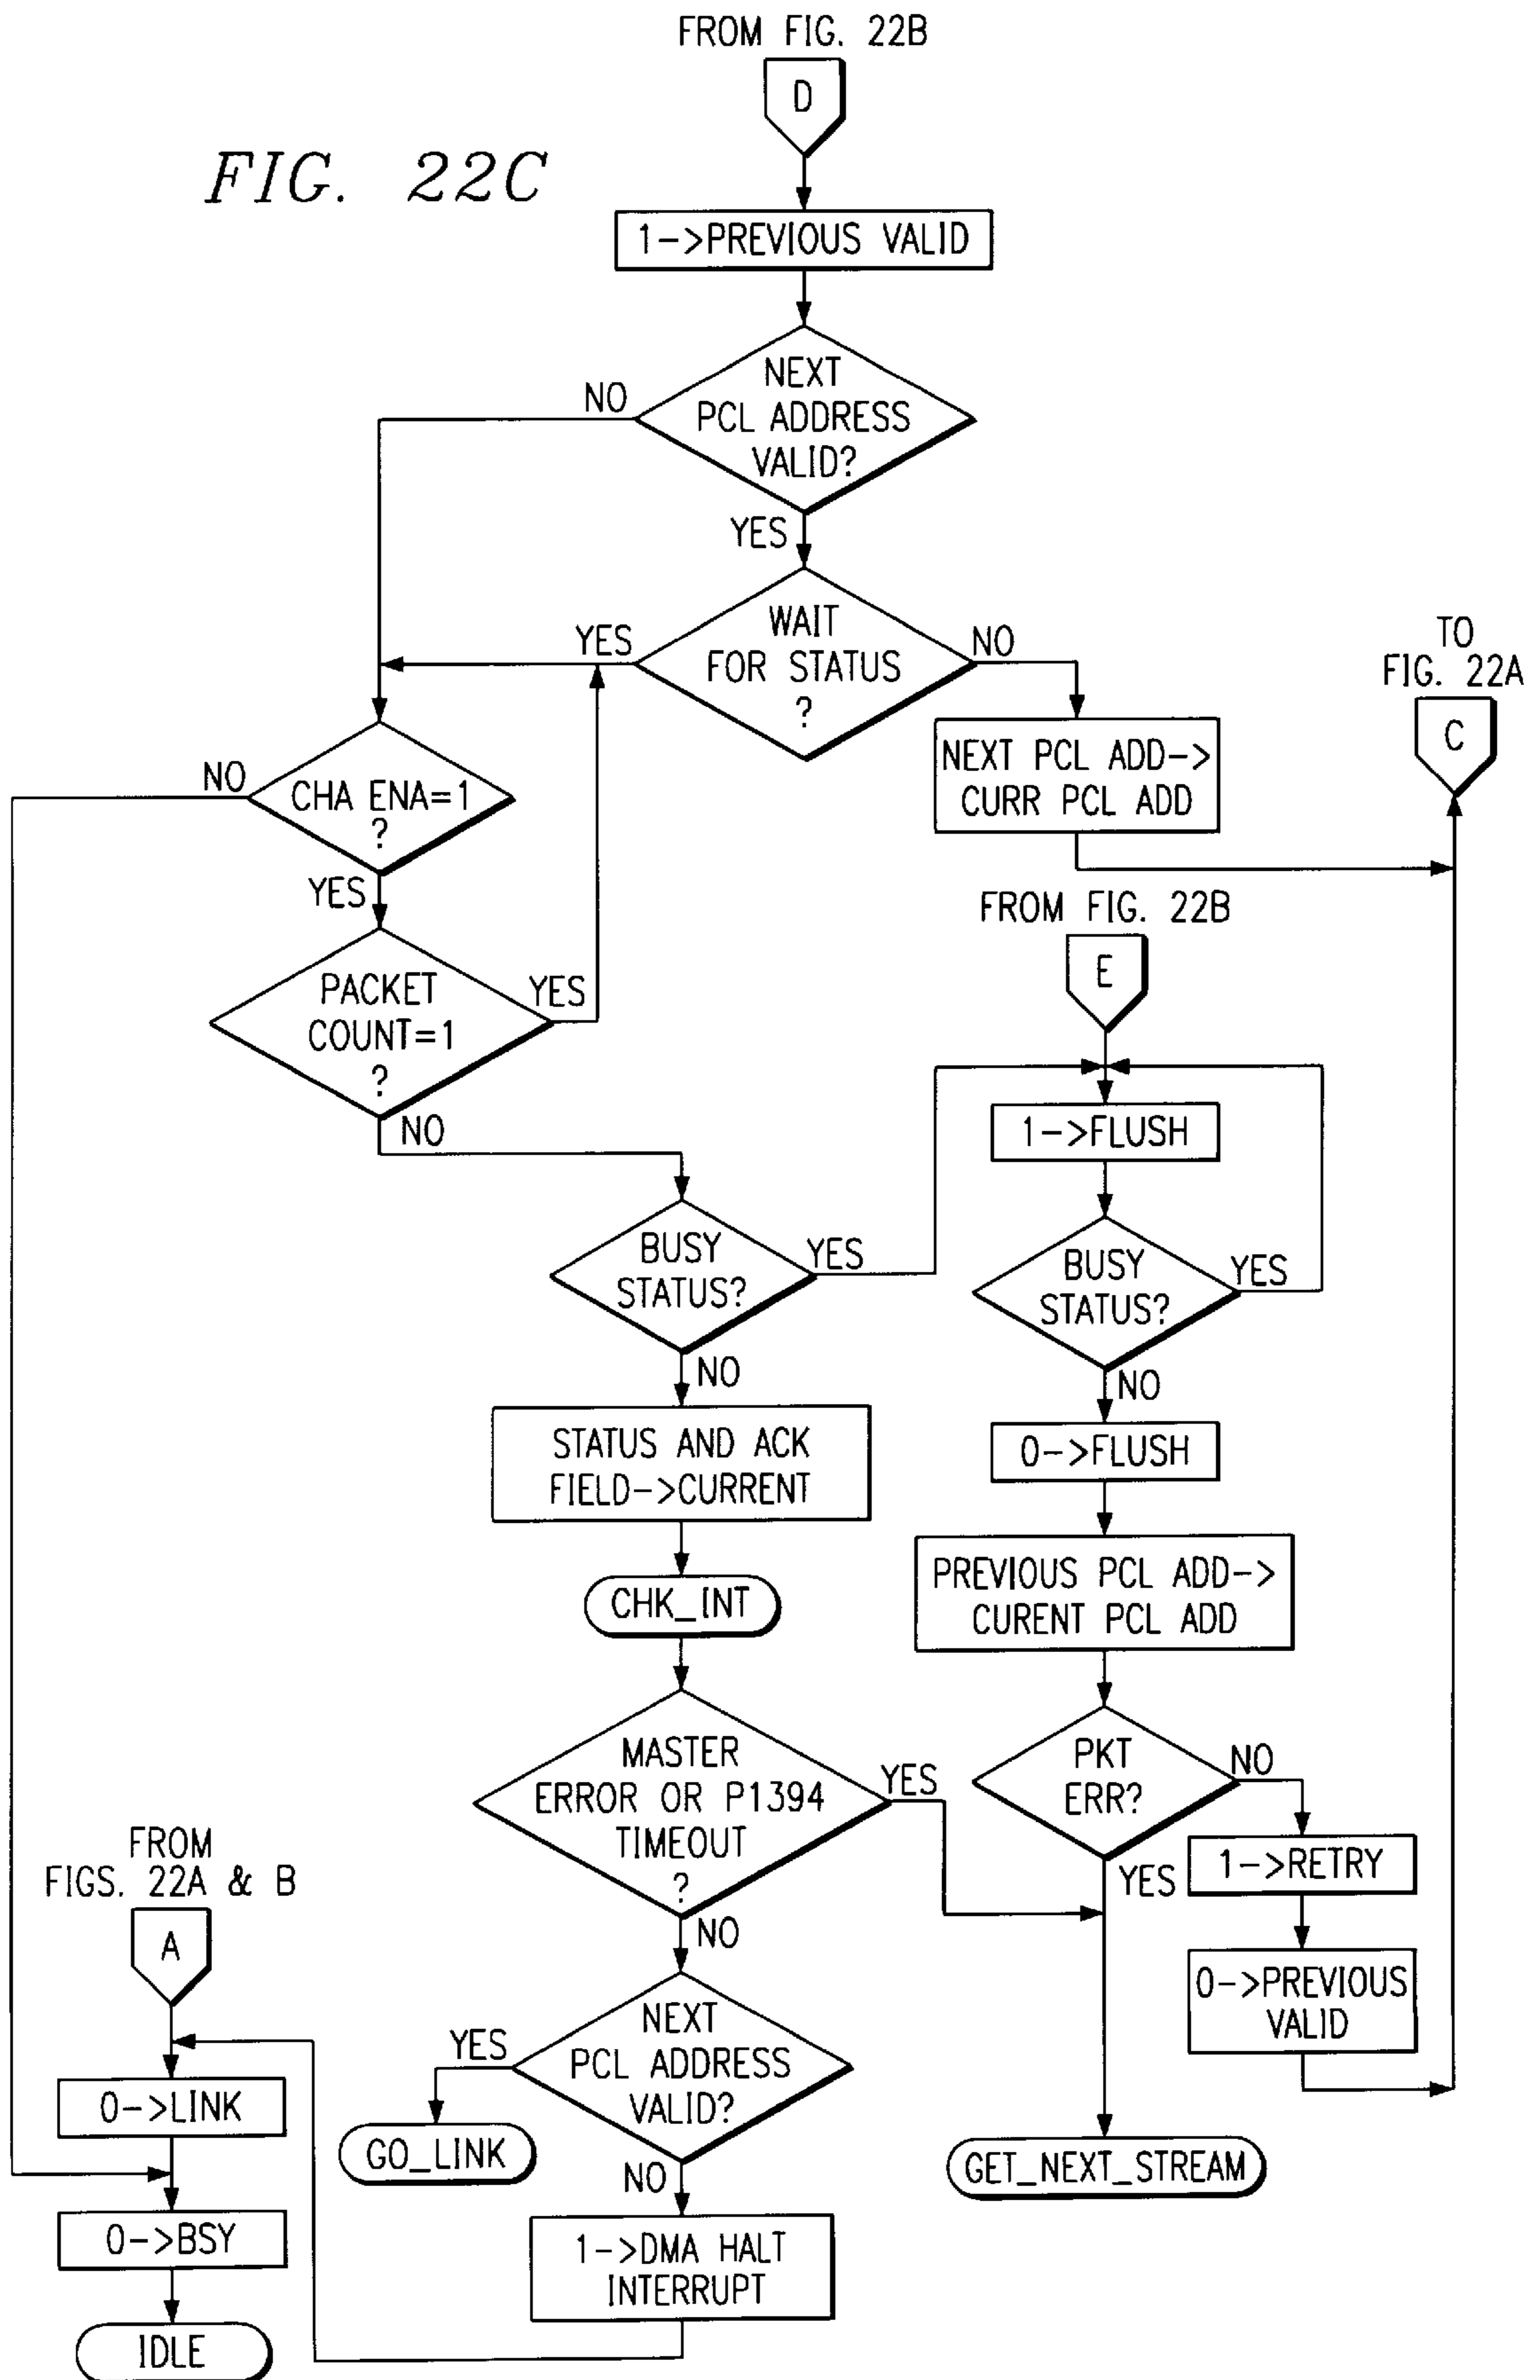 FROM FIG. 22B
D
FIG. 22C
1->PREVIOUS VALID
NEXT
PCL ADDRESS
VALID?
NO
YES
WAIT
FOR STATUS
?
YES
NO
NEXT PCL ADD->
CURR PCL ADD
TO
FIG. 22A
C
CHA ENA=1
?
NO
YES
PACKET
COUNT=1
?
YES
NO
FROM FIG. 22B
E
1->FLUSH
BUSY
STATUS?
YES
NO
BUSY
STATUS?
YES
NO
0->FLUSH
STATUS AND ACK
FIELD->CURRENT
PREVIOUS PCL ADD->
CURENT PCL ADD
CHK_INT
MASTER
ERROR OR P1394
TIMEOUT
?
YES
NO
PKT
ERR?
NO
YES
1->RETRY
0->PREVIOUS
VALID
FROM
FIGS. 22A & B
A
0->LINK
0->BSY
IDLE
NEXT
PCL ADDRESS
VALID?
YES
NO
GO_LINK
GET_NEXT_STREAM
1->DMA HALT
INTERRUPT